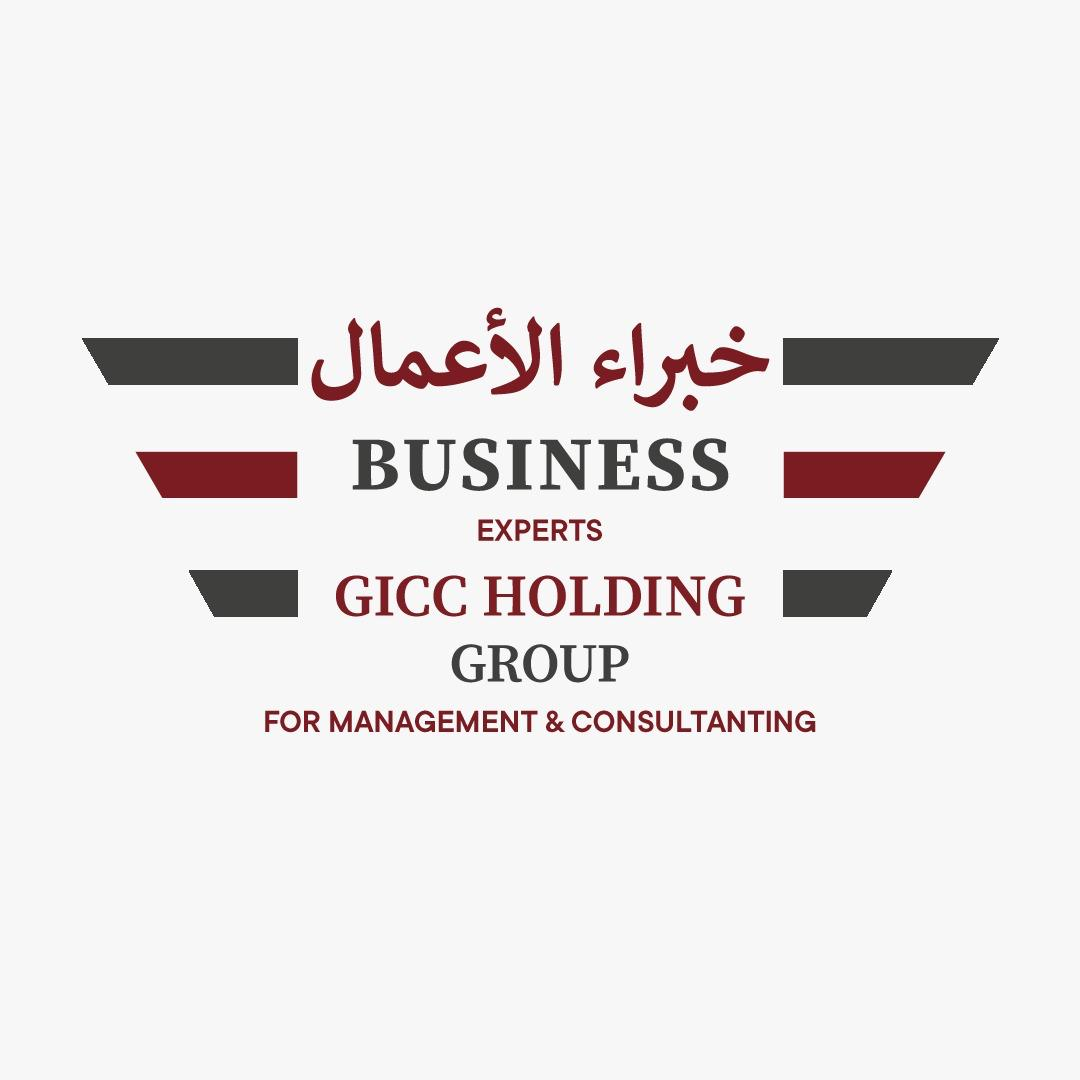 خبراء الأعمال
BUSINESS
EXPERTS
GICC HOLDING
GROUP
FOR MANAGEMENT & CONSULTANTING